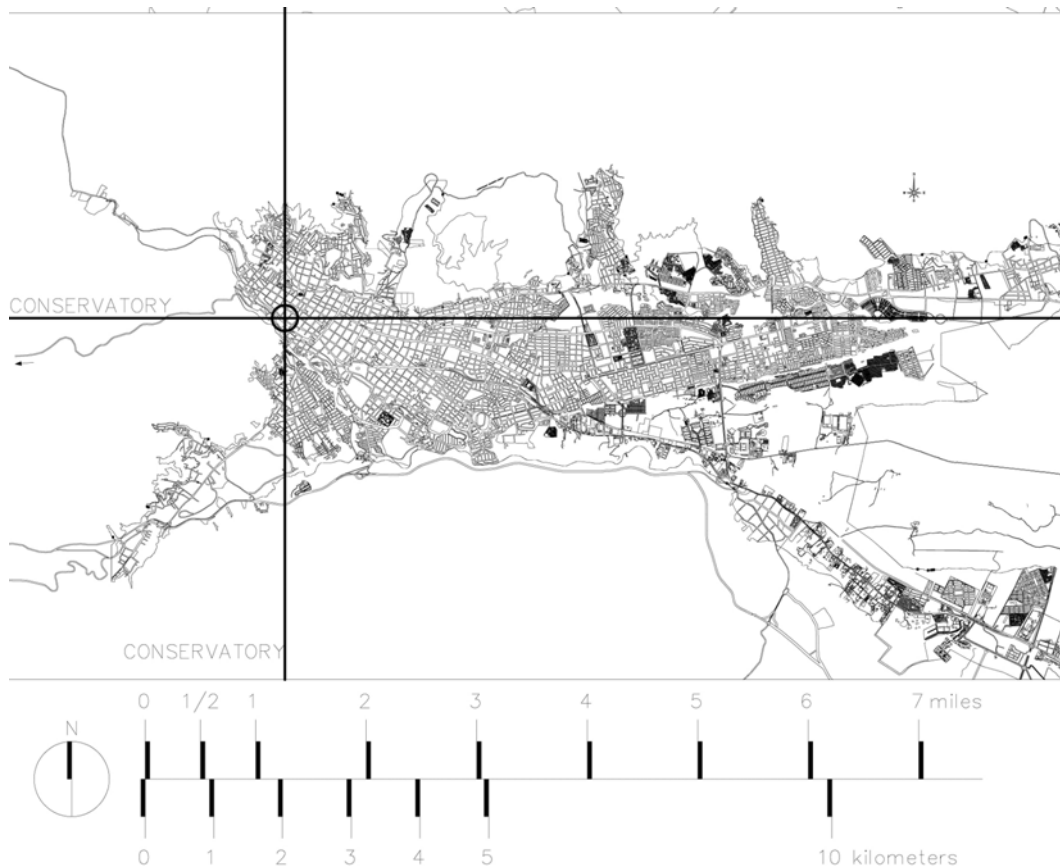 CONSERVATORY
CONSERVATORY
0 1/2 1 2 3 4 5 6 7 miles
N
0 1 2 3 4 5 10 kilometers